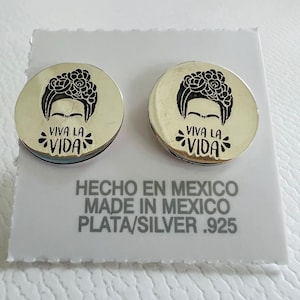 VIVA LA
VIDA
VIVA LA
VIDA
HECHO EN MEXICO
MADE IN MEXICO
PLATA/SILVER .925